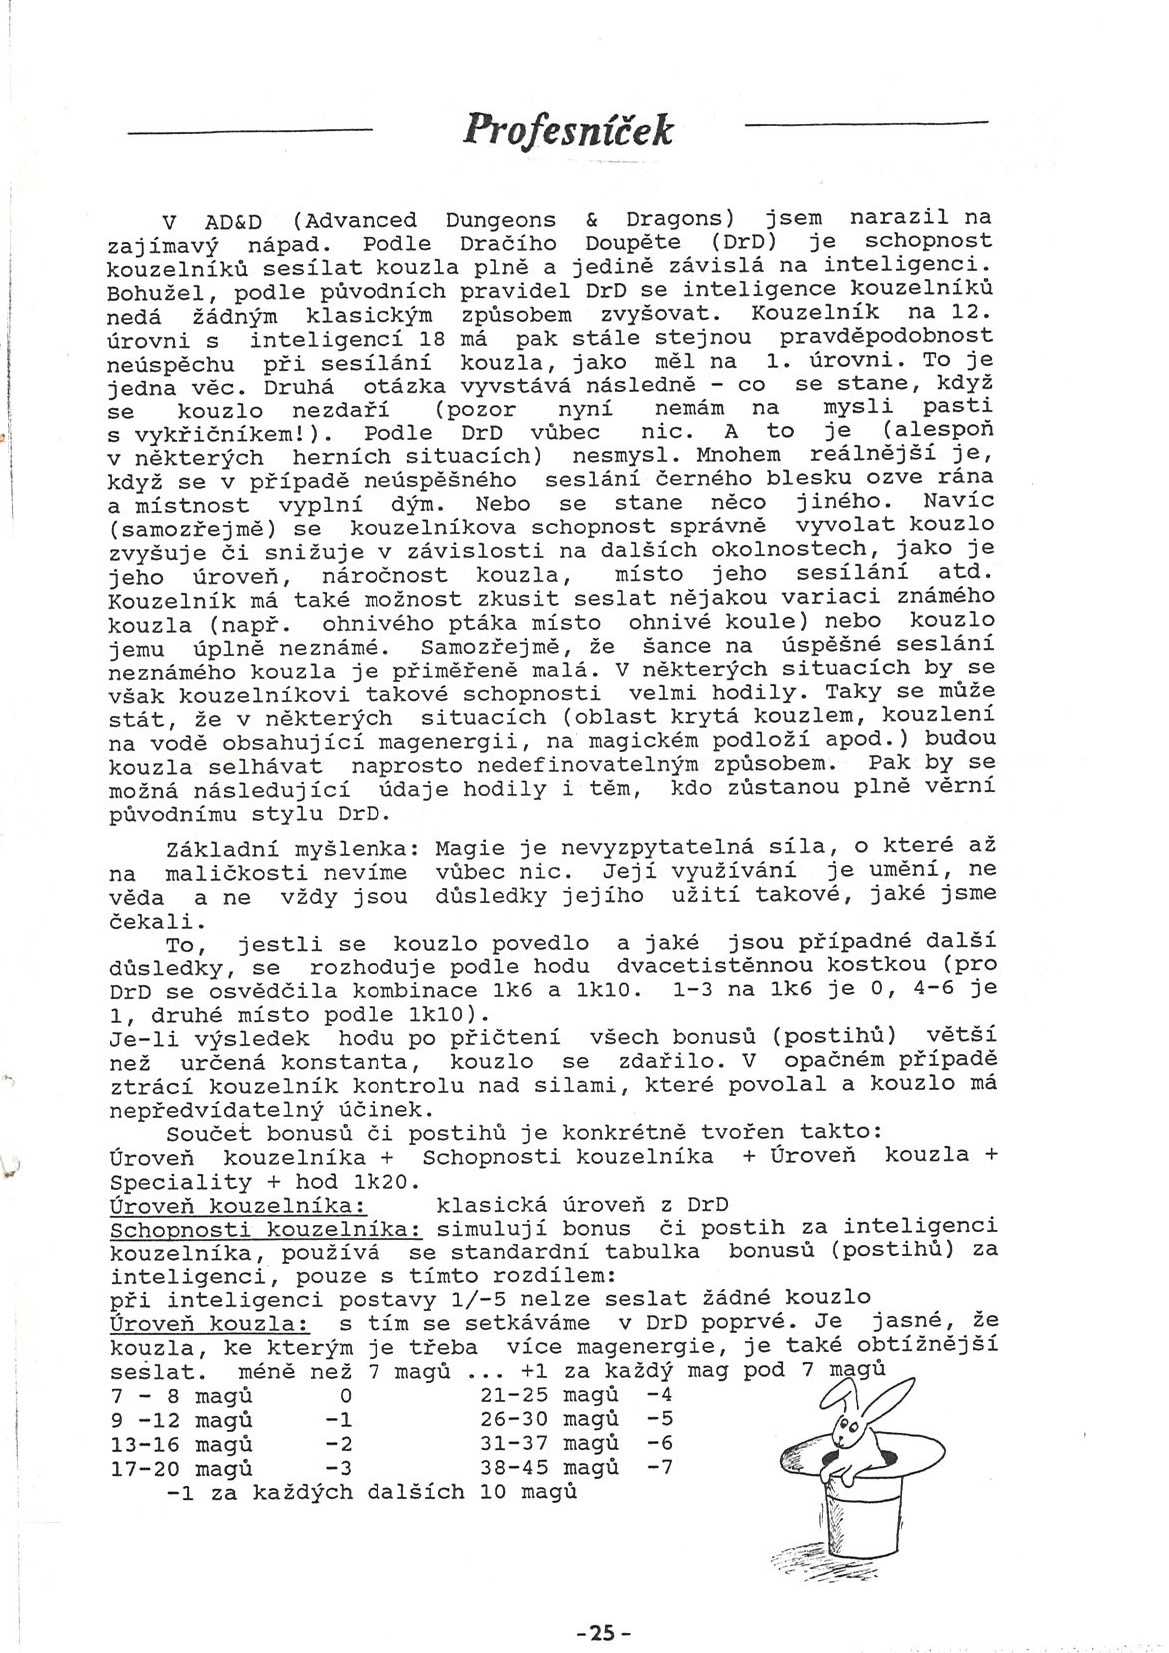 Profesníček
V AD&D (Advanced Dungeons & Dragons) jsem narazil na
zajímavý nápad. Podle Dračího Doupěte (DrD) je schopnost
kouzelníků sesílat kouzla plně a jedině závislá na inteligenci.
Bohužel, podle původních pravidel DrD se inteligence kouzelníků
nedá žádným klasickým způsobem zvyšovat. Kouzelník na 12.
úrovni s inteligencí 18 má pak stále stejnou pravděpodobnost
neúspěchu při sesílání kouzla, jako měl na 1. úrovni. To je
jedna věc. Druhá otázka vyvstává následně - co se stane, když
se kouzlo nezdaří (pozor nyní nemám na mysli pasti
s vykřičníkem!). Podle DrD vůbec nic. A to je (alespoň
v některých herních situacích) nesmysl. Mnohem reálnější je,
když se v případě neúspěšného seslání černého blesku ozve rána
a místnost vyplní dým. Nebo se stane něco jiného. Navíc
(samozřejmě) se kouzelníkova schopnost správně vyvolat kouzlo
zvyšuje či snižuje v závislosti na dalších okolnostech, jako je
jeho úroveň, náročnost kouzla, místo jeho sesílání atd.
Kouzelník má také možnost zkusit seslat nějakou variaci známého
kouzla (např. ohnivého ptáka místo ohnivé koule) nebo kouzlo
jemu úplně neznámé. Samozřejmě, že šance na úspěšné seslání
neznámého kouzla je přiměřeně malá. V některých situacích by se
však kouzelníkovi takové schopnosti velmi hodily. Taky se může
stát, že v některých situacích (oblast krytá kouzlem, kouzlení
na vodě obsahující magenergii, na magickém podloží apod.) budou
kouzla selhávat naprosto nedefinovatelným způsobem. Pak by se
možná následující údaje hodily i těm, kdo zůstanou plně věrní
původnímu stylu DrD.
Základní myšlenka: Magie je nevyzpytatelná síla, o které až
na maličkosti nevíme vůbec nic. Její využívání je umění, ne
věda a ne vždy jsou důsledky jejího užití takové, jaké jsme
čekali.
To, jestli se kouzlo povedlo a jaké jsou případné další
důsledky, se rozhoduje podle hodu dvacetistěnnou kostkou (pro
DrD se osvědčila kombinace 1k6 a 1k10. 1-3 na 1k6 je 0, 4-6 je
1, druhé místo podle 1k10).
Je-li výsledek hodu po přičtení všech bonusů (postihů) větší
než určená konstanta, kouzlo se zdařilo. V opačném případě
ztrácí kouzelník kontrolu nad silami, které povolal a kouzlo má
nepředvídatelný účinek.
Součet bonusů či postihů je konkrétně tvořen takto:
Úroveň kouzelníka + Schopnosti kouzelníka + Úroveň kouzla +
Speciality + hod 1k20.
Úroveň kouzelníka: klasická úroveň z DrD
Schopnosti kouzelníka: simulují bonus či postih za inteligenci
kouzelníka, používá se standardní tabulka bonusů (postihů) za
inteligenci, pouze s tímto rozdílem:
při inteligenci postavy 1/-5 nelze seslat žádné kouzlo
Úroveň kouzla: s tím se setkáváme v DrD poprvé. Je jasné, že
kouzla, ke kterým je třeba více magenergie, je také obtížnější
seslat. méně než 7 magů ... +1 za každý mag pod 7 magů
7 - 8 magů 0 21-25 magů -4
9 -12 magů -1 26-30 magů -5
13-16 magů -2 31-37 magů -6
17-20 magů -3 38-45 magů -7
-1 za každých dalších 10 magů
-25-